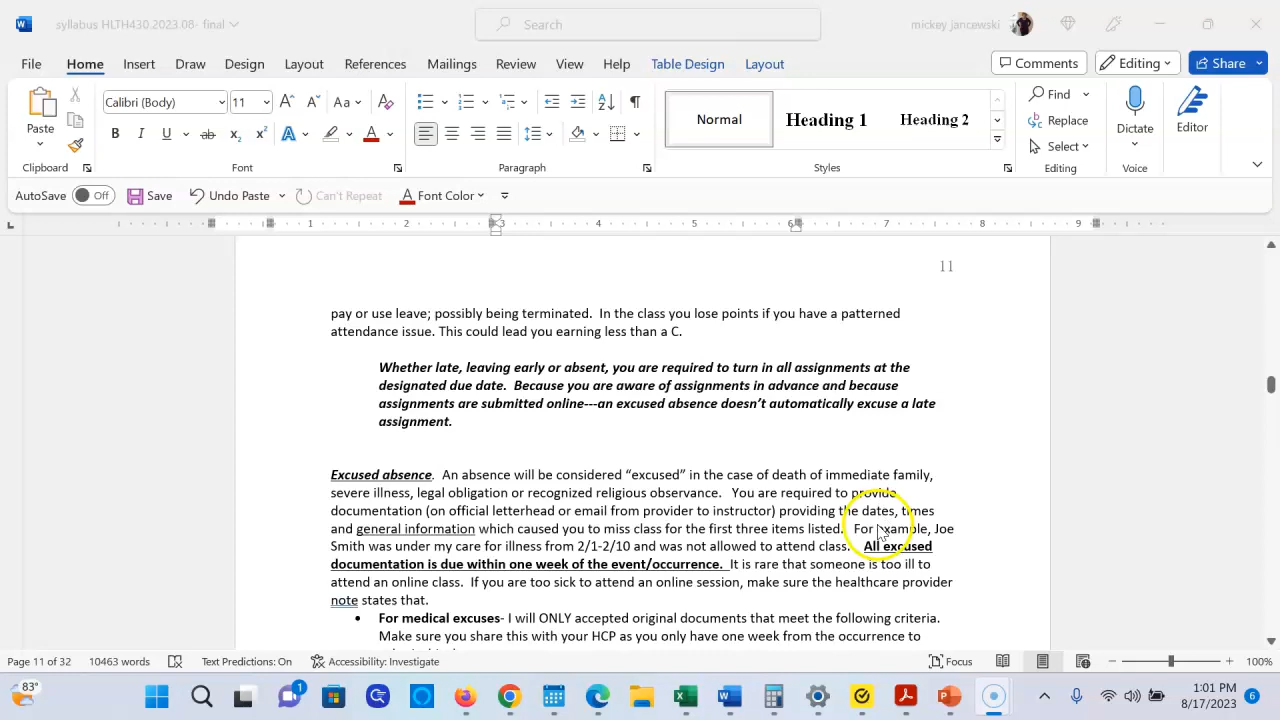 syllabus HLTH430.2023.08- final
Search
mickey jancewski
File Home Insert Draw Design Layout References Mailings Review View Help Table Design Layout
Comments Editing Share
Calibri (Body) 11 Aa
Paste
Normal Heading 1 Heading 2
Find
Replace
Select
Dictate
Editor
Clipboard Font Paragraph Styles Editing Voice
AutoSave Off Save Undo Paste Can't Repeat Font Color
1 2 3 4 5 6 7 8 9
11
pay or use leave; possibly being terminated. In the class you lose points if you have a patterned
attendance issue. This could lead you earning less than a C.
Whether late, leaving early or absent, you are required to turn in all assignments at the
designated due date. Because you are aware of assignments in advance and because
assignments are submitted online---an excused absence doesn’t automatically excuse a late
assignment.
Excused absence. An absence will be considered “excused” in the case of death of immediate family,
severe illness, legal obligation or recognized religious observance. You are required to provide
documentation (on official letterhead or email from provider to instructor) providing the dates, times
and general information which caused you to miss class for the first three items listed. For example, Joe
Smith was under my care for illness from 2/1-2/10 and was not allowed to attend class. All excused
documentation is due within one week of the event/occurrence. It is rare that someone is too ill to
attend an online class. If you are too sick to attend an online session, make sure the healthcare provider
note states that.
• For medical excuses- I will ONLY accepted original documents that meet the following criteria.
Make sure you share this with your HCP as you only have one week from the occurrence to
Page 11 of 32 10463 words Text Predictions: On Accessibility: Investigate Focus 100%
83° 1 1:01 PM
8/17/2023 6